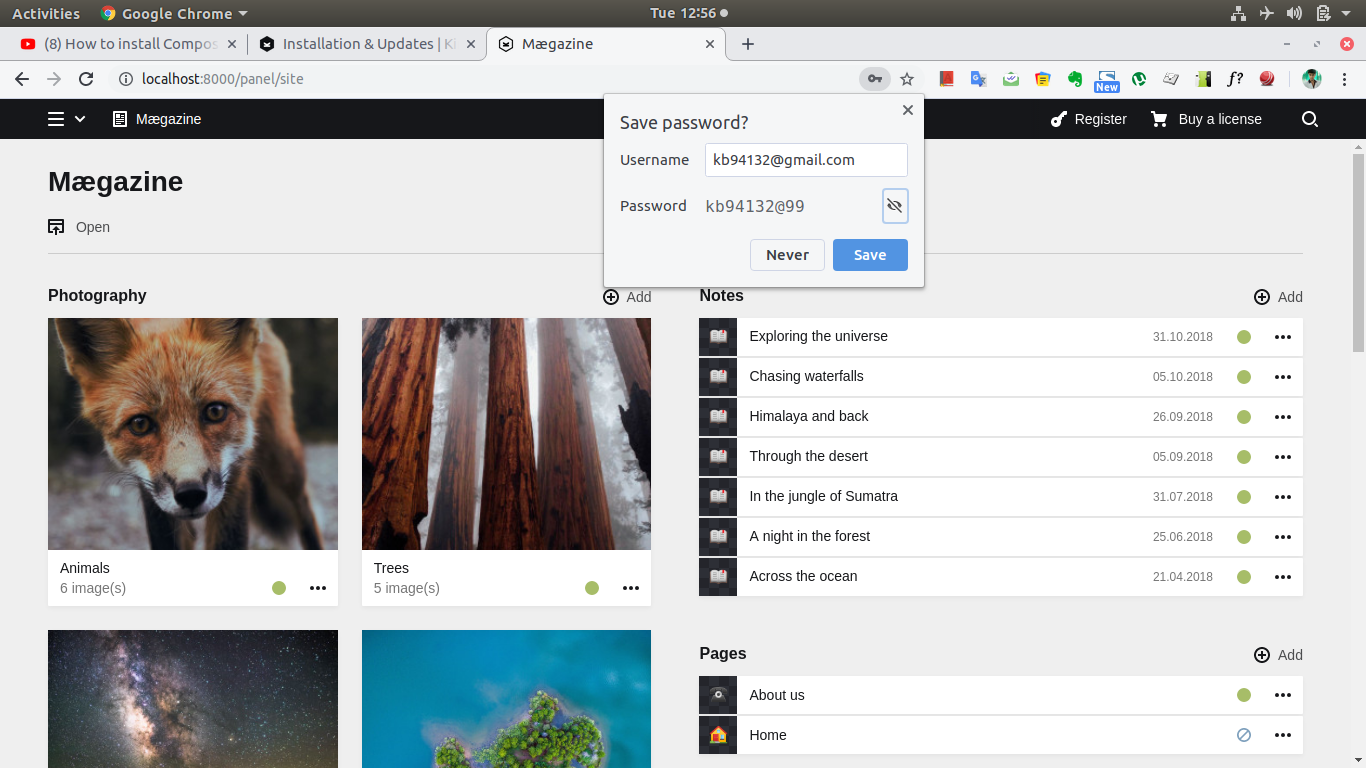 Activities Google Chrome Tue 12:56
(8) How to install Compos Installation & Updates | Ki Mægazine
localhost:8000/panel/site
New
f?
Mægazine Register Buy a license
Save password?
Username kb94132@gmail.com
Password kb94132@99
Never Save
Mægazine
Open
Photography Add
Animals
6 image(s)
Trees
5 image(s)
Notes Add
Exploring the universe 31.10.2018
Chasing waterfalls 05.10.2018
Himalaya and back 26.09.2018
Through the desert 05.09.2018
In the jungle of Sumatra 31.07.2018
A night in the forest 25.06.2018
Across the ocean 21.04.2018
Pages Add
About us
Home